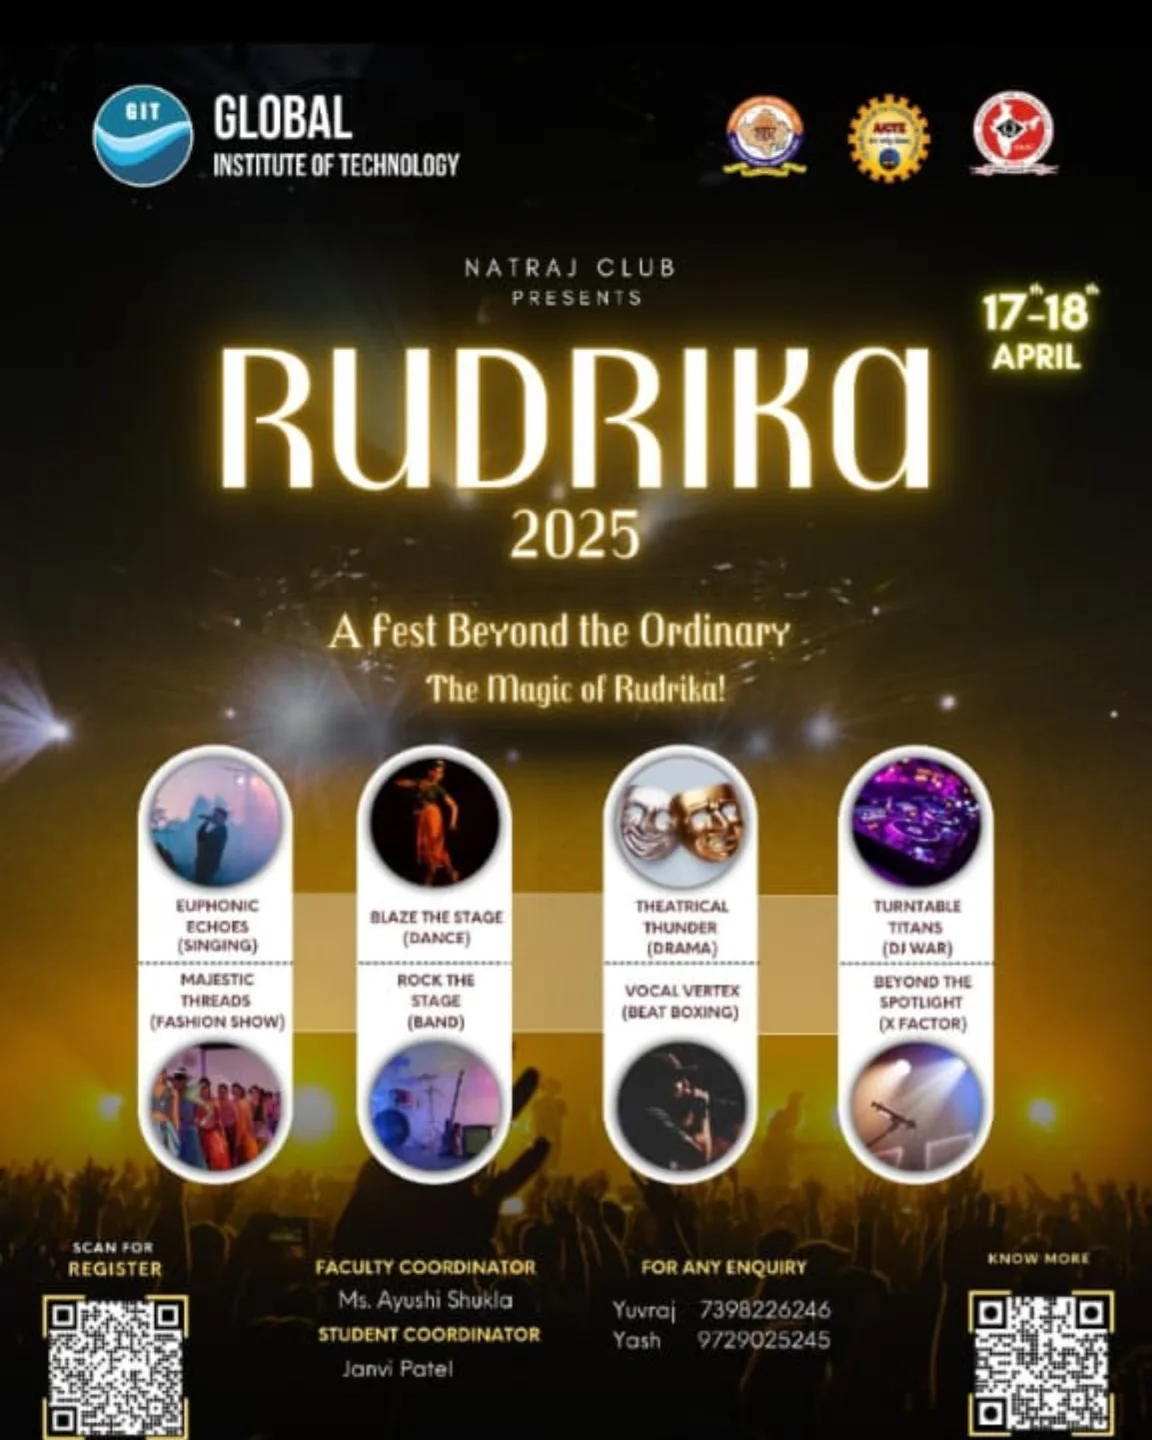 GIT
GLOBAL
INSTITUTE OF TECHNOLOGY
AICTE
NATRAJ CLUB
PRESENTS
17th-18th
APRIL
RUDRIKA
2025
A Fest Beyond the Ordinary
The Magic of Rudrika!
EUPHONIC
ECHOES
(SINGING)
MAJESTIC
THREADS
(FASHION SHOW)
BLAZE THE STAGE
(DANCE)
ROCK THE
STAGE
(BAND)
THEATRICAL
THUNDER
(DRAMA)
VOCAL VERTEX
(BEAT BOXING)
TURNTABLE
TITANS
(DJ WAR)
BEYOND THE
SPOTLIGHT
(X FACTOR)
SCAN FOR
REGISTER
FACULTY COORDINATOR
Ms. Ayushi Shukla
STUDENT COORDINATOR
Janvi Patel
FOR ANY ENQUIRY
Yuvraj 7398226246
Yash 9729025245
KNOW MORE